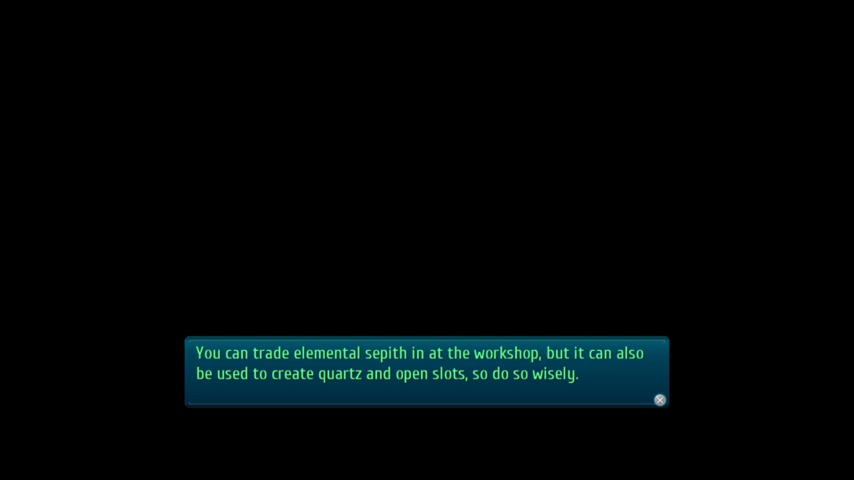 You can trade elemental sepith in at the workshop, but it can also
be used to create quartz and open slots, so do so wisely.